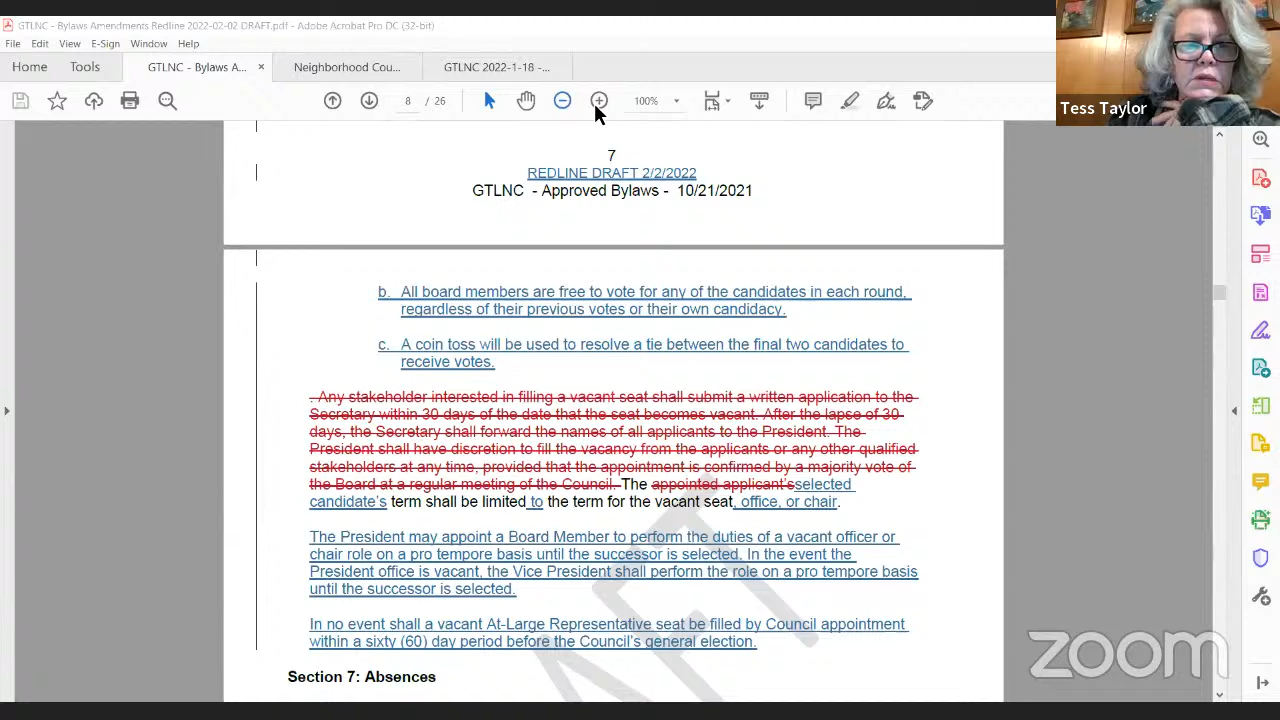 GTLNC - Bylaws Amendments Redline 2022-02-02 DRAFT.pdf - Adobe Acrobat Pro DC (32-bit)
File Edit View E-Sign Window Help
Home Tools GTLNC - Bylaws A... × Neighborhood Cou... GTLNC 2022-1-18 -...
8 / 26 100%
Tess Taylor
7
REDLINE DRAFT 2/2/2022
GTLNC - Approved Bylaws - 10/21/2021
b. All board members are free to vote for any of the candidates in each round,
regardless of their previous votes or their own candidacy.
c. A coin toss will be used to resolve a tie between the final two candidates to
receive votes.
. Any stakeholder interested in filling a vacant seat shall submit a written application to the
Secretary within 30 days of the date that the seat becomes vacant. After the lapse of 30
days, the Secretary shall forward the names of all applicants to the President. The
President shall have discretion to fill the vacancy from the applicants or any other qualified
stakeholders at any time, provided that the appointment is confirmed by a majority vote of
the Board at a regular meeting of the Council. The appointed applicant'sselected
candidate's term shall be limited to the term for the vacant seat, office, or chair.
The President may appoint a Board Member to perform the duties of a vacant officer or
chair role on a pro tempore basis until the successor is selected. In the event the
President office is vacant, the Vice President shall perform the role on a pro tempore basis
until the successor is selected.
In no event shall a vacant At-Large Representative seat be filled by Council appointment
within a sixty (60) day period before the Council's general election.
Section 7: Absences
AFT
zoom